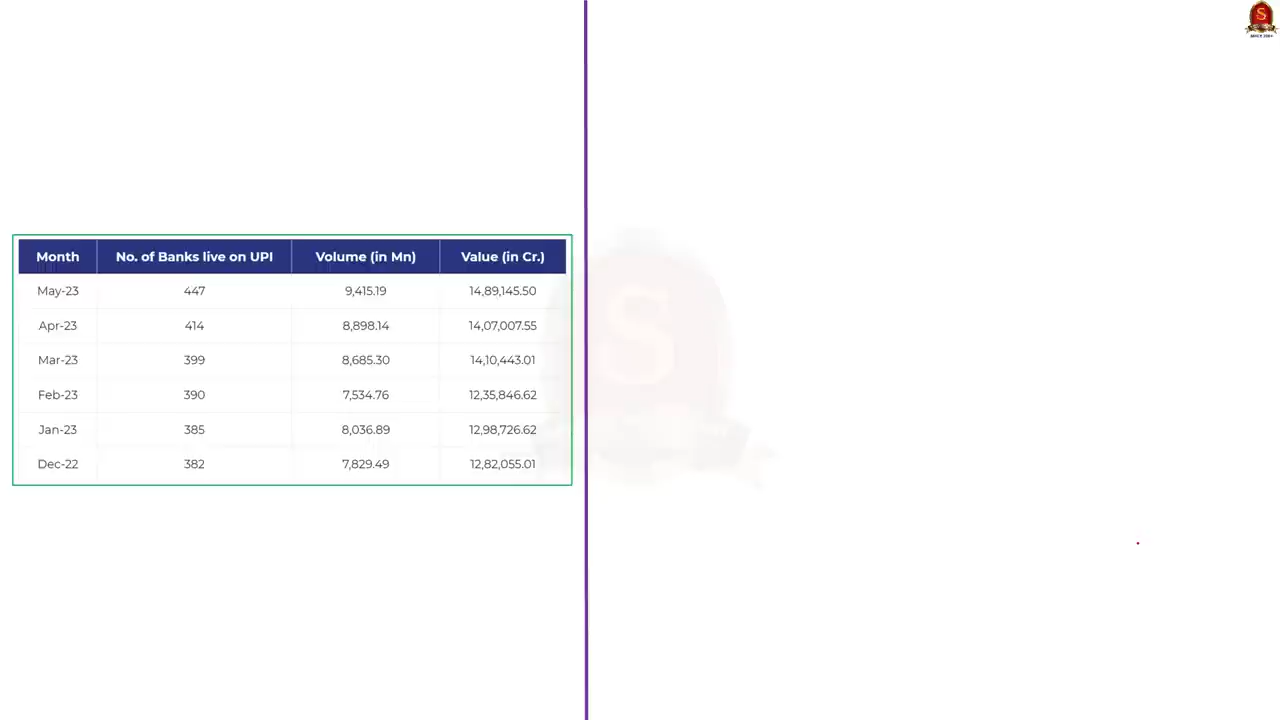 Month No. of Banks live on UPI Volume (in Mn) Value (in Cr.)
May-23 447 9,415.19 14,89,145.50
Apr-23 414 8,898.14 14,07,007.55
Mar-23 399 8,685.30 14,10,443.01
Feb-23 390 7,534.76 12,35,846.62
Jan-23 385 8,036.89 12,98,726.62
Dec-22 382 7,829.49 12,82,055.01
S
S